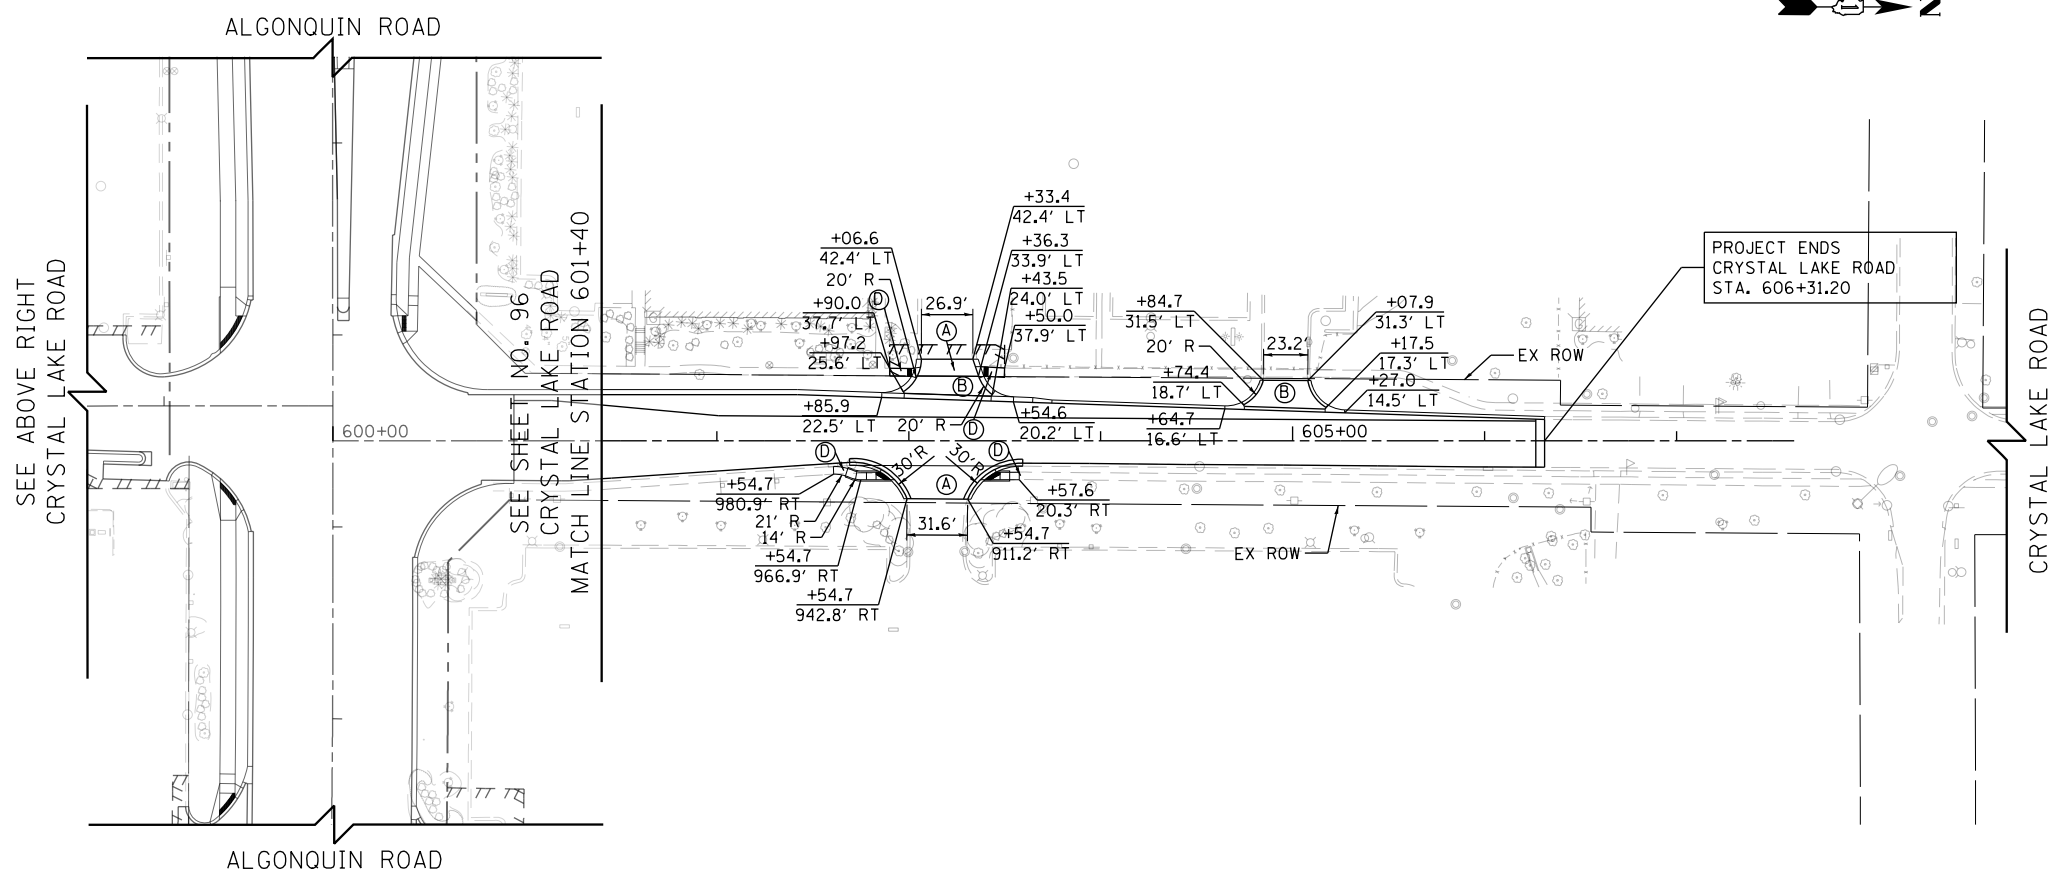 ALGONQUIN ROAD
N
SEE ABOVE RIGHT
CRYSTAL LAKE ROAD
SEE SHEET NO. 96
CRYSTAL LAKE ROAD
MATCH LINE STATION 601+40
600+00
+33.4
42.4' LT
+06.6
42.4' LT
+36.3
33.9' LT
20' R
D
+43.5
24.0' LT
+90.0
37.7' LT
26.9'
A
+50.0
37.9' LT
+97.2
25.6' LT
B
+85.9
22.5' LT
20' R
D
+54.6
20.2' LT
+84.7
31.5' LT
20' R
23.2'
+07.9
31.3' LT
+17.5
17.3' LT
EX ROW
+74.4
18.7' LT
B
+27.0
14.5' LT
+64.7
16.6' LT
605+00
PROJECT ENDS
CRYSTAL LAKE ROAD
STA. 606+31.20
D
30'R
30'R
D
A
+54.7
980.9' RT
21' R
14' R
31.6'
+57.6
20.3' RT
+54.7
966.9' RT
+54.7
911.2' RT
EX ROW
+54.7
942.8' RT
CRYSTAL LAKE ROAD
ALGONQUIN ROAD